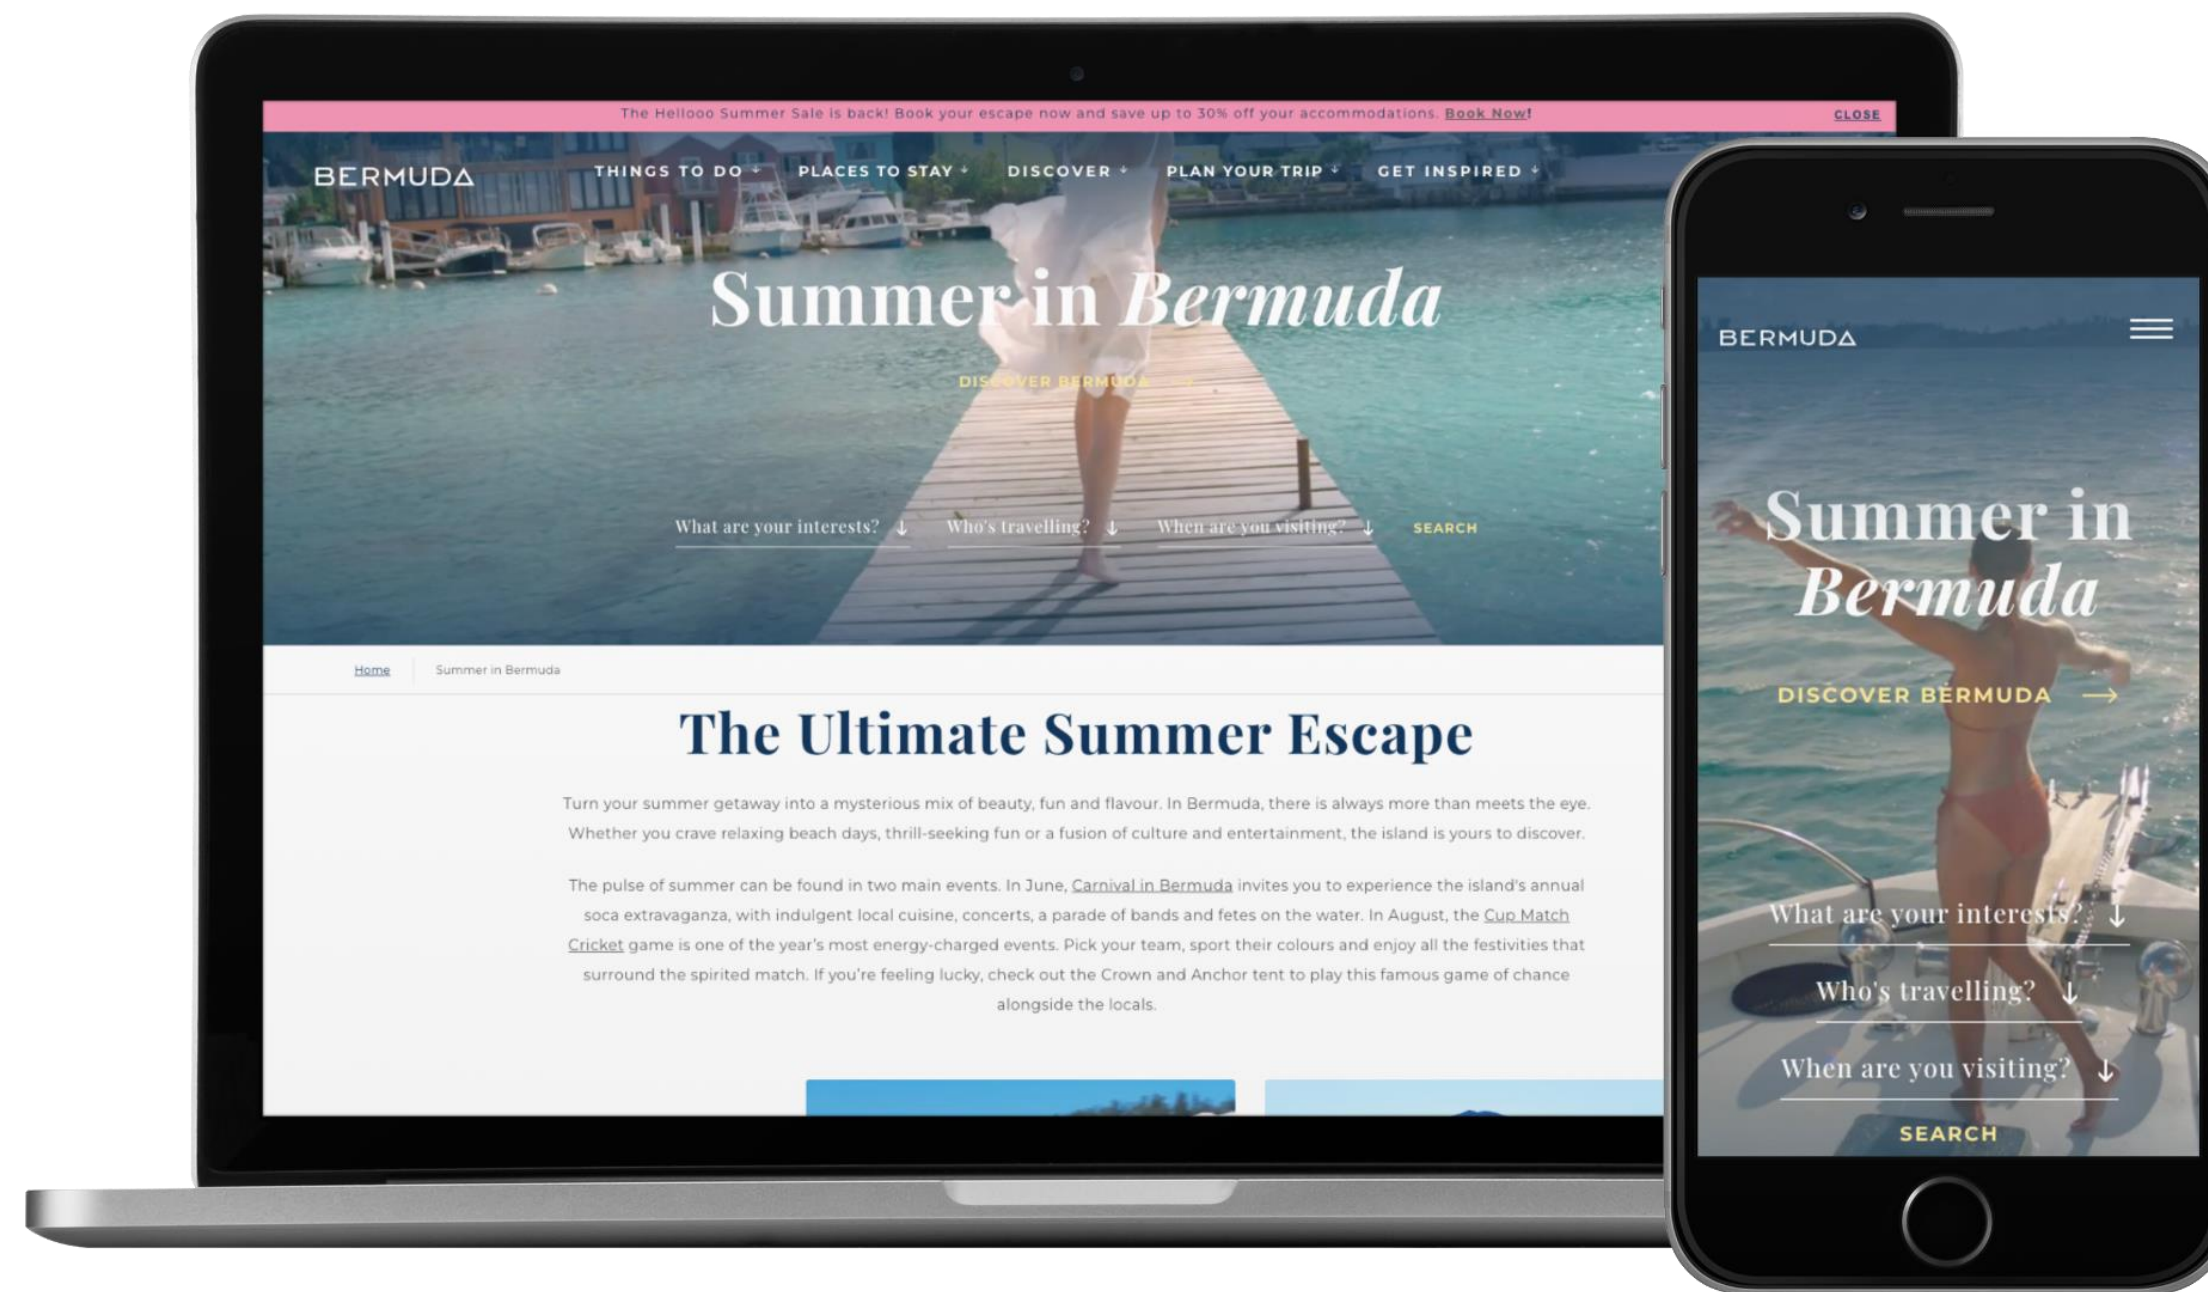 The Hellooo Summer Sale is back! Book your escape now and save up to 30% off your accommodations. Book Now!
CLOSE
BERMUDA
THINGS TO DO
PLACES TO STAY
DISCOVER
PLAN YOUR TRIP
GET INSPIRED
Summer in Bermuda
DISCOVER BERMUDA
What are your interests?
Who's travelling?
When are you visiting?
SEARCH
Home
Summer in Bermuda
The Ultimate Summer Escape
Turn your summer getaway into a mysterious mix of beauty, fun and flavour. In Bermuda, there is always more than meets the eye.
Whether you crave relaxing beach days, thrill-seeking fun or a fusion of culture and entertainment, the island is yours to discover.
The pulse of summer can be found in two main events. In June, Carnival in Bermuda invites you to experience the island's annual
soca extravaganza, with indulgent local cuisine, concerts, a parade of bands and fetes on the water. In August, the Cup Match
Cricket game is one of the year's most energy-charged events. Pick your team, sport their colours and enjoy all the festivities that
surround the spirited match. If you're feeling lucky, check out the Crown and Anchor tent to play this famous game of chance
alongside the locals.
BERMUDA
Summer in
Bermuda
DISCOVER BERMUDA
What are your interests?
Who's travelling?
When are you visiting?
SEARCH